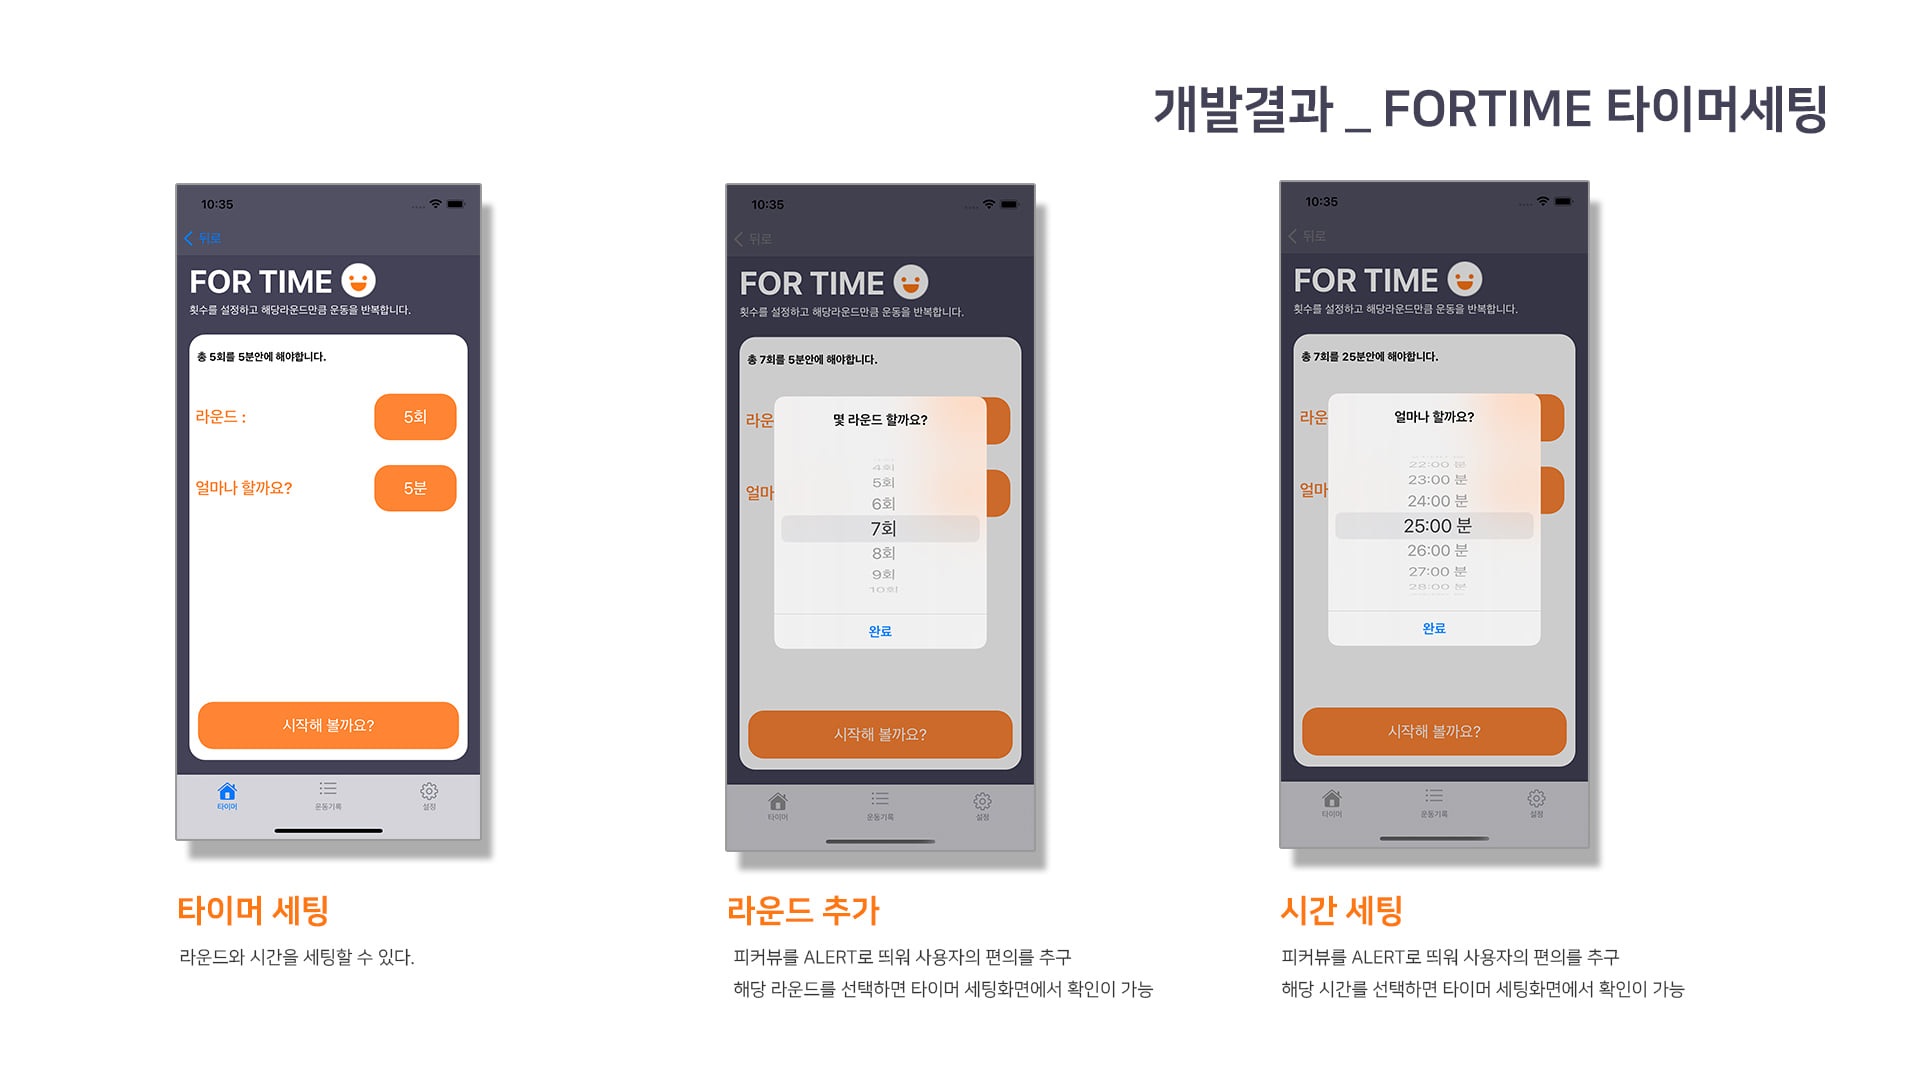 개발결과 _ FORTIME 타이머세팅
10:35
뒤로
FOR TIME
횟수를 설정하고 해당라운드만큼 운동을 반복합니다.
총 5회를 5분안에 해야합니다.
라운드 :
5회
얼마나 할까요?
5분
시작해 볼까요?
타이머
운동기록
설정
타이머 세팅
라운드와 시간을 세팅할 수 있다.
10:35
뒤로
FOR TIME
횟수를 설정하고 해당라운드만큼 운동을 반복합니다.
총 7회를 5분안에 해야합니다.
라운
얼마
몇 라운드 할까요?
4회
5회
6회
7회
8회
9회
10회
완료
시작해 볼까요?
타이머
운동기록
설정
라운드 추가
피커뷰를 ALERT로 띄워 사용자의 편의를 추구
해당 라운드를 선택하면 타이머 세팅화면에서 확인이 가능
10:35
뒤로
FOR TIME
횟수를 설정하고 해당라운드만큼 운동을 반복합니다.
총 7회를 25분안에 해야합니다.
라운
얼마
얼마나 할까요?
22:00 분
23:00 분
24:00 분
25:00 분
26:00 분
27:00 분
28:00 분
완료
시작해 볼까요?
타이머
운동기록
설정
시간 세팅
피커뷰를 ALERT로 띄워 사용자의 편의를 추구
해당 시간를 선택하면 타이머 세팅화면에서 확인이 가능